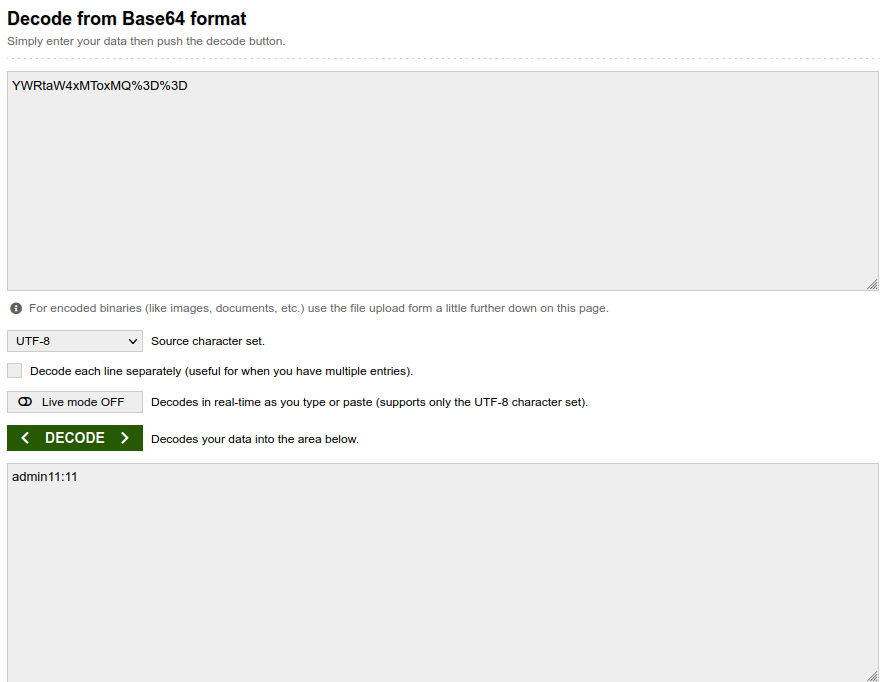 Decode from Base64 format
Simply enter your data then push the decode button.
YWRtaW4xMToxMQ%3D%3D
For encoded binaries (like images, documents, etc.) use the file upload form a little further down on this page.
UTF-8 Source character set.
Decode each line separately (useful for when you have multiple entries).
Live mode OFF Decodes in real-time as you type or paste (supports only the UTF-8 character set).
< DECODE > Decodes your data into the area below.
admin11:11